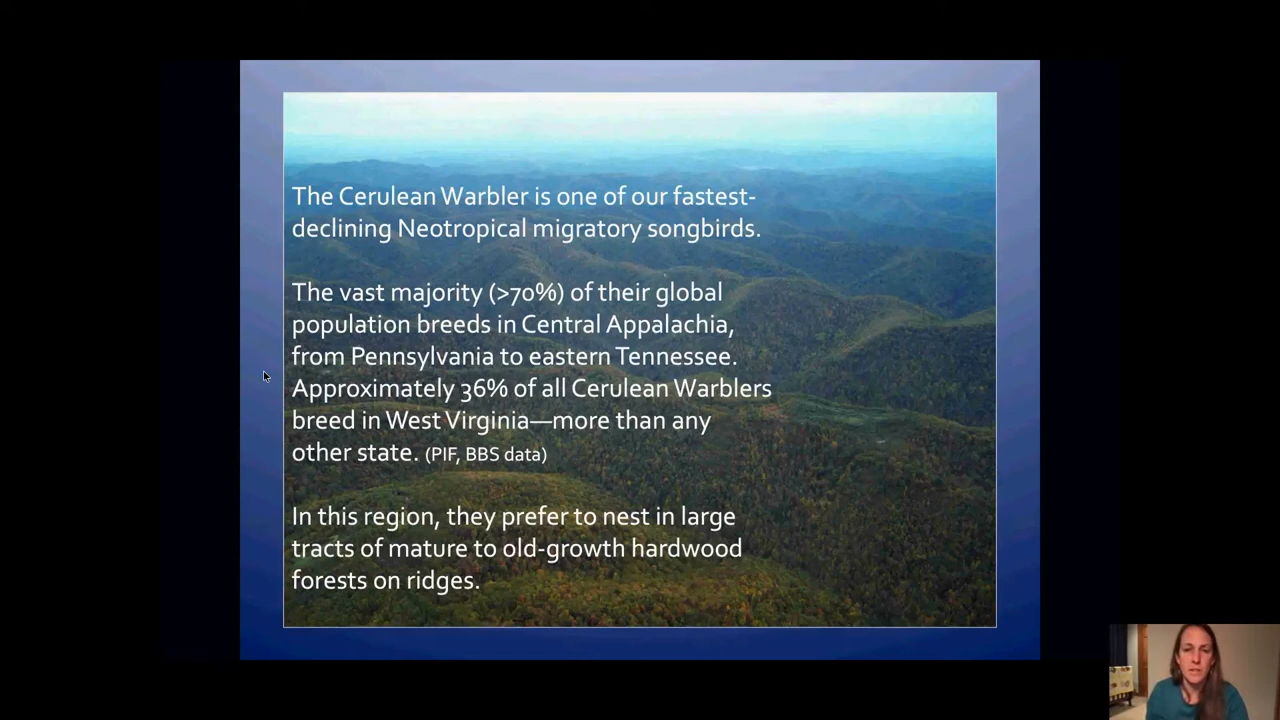 The Cerulean Warbler is one of our fastest-
declining Neotropical migratory songbirds.
The vast majority (>70%) of their global
population breeds in Central Appalachia,
from Pennsylvania to eastern Tennessee.
Approximately 36% of all Cerulean Warblers
breed in West Virginia—more than any
other state. (PIF, BBS data)
In this region, they prefer to nest in large
tracts of mature to old-growth hardwood
forests on ridges.